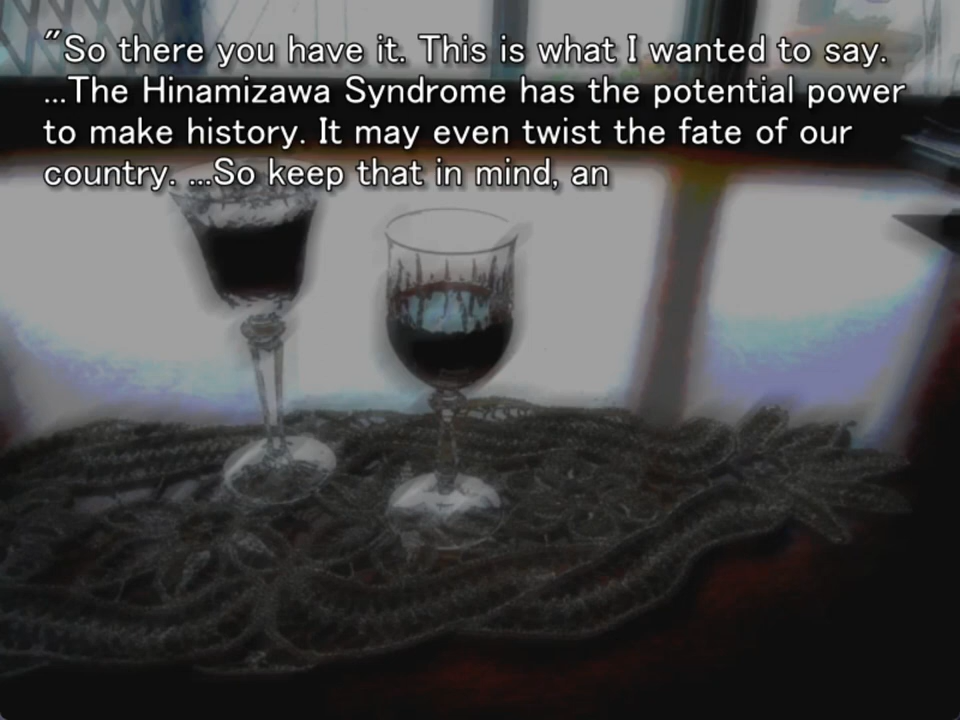 "So there you have it. This is what I wanted to say.
...The Hinamizawa Syndrome has the potential power
to make history. It may even twist the fate of our
country. ...So keep that in mind, an